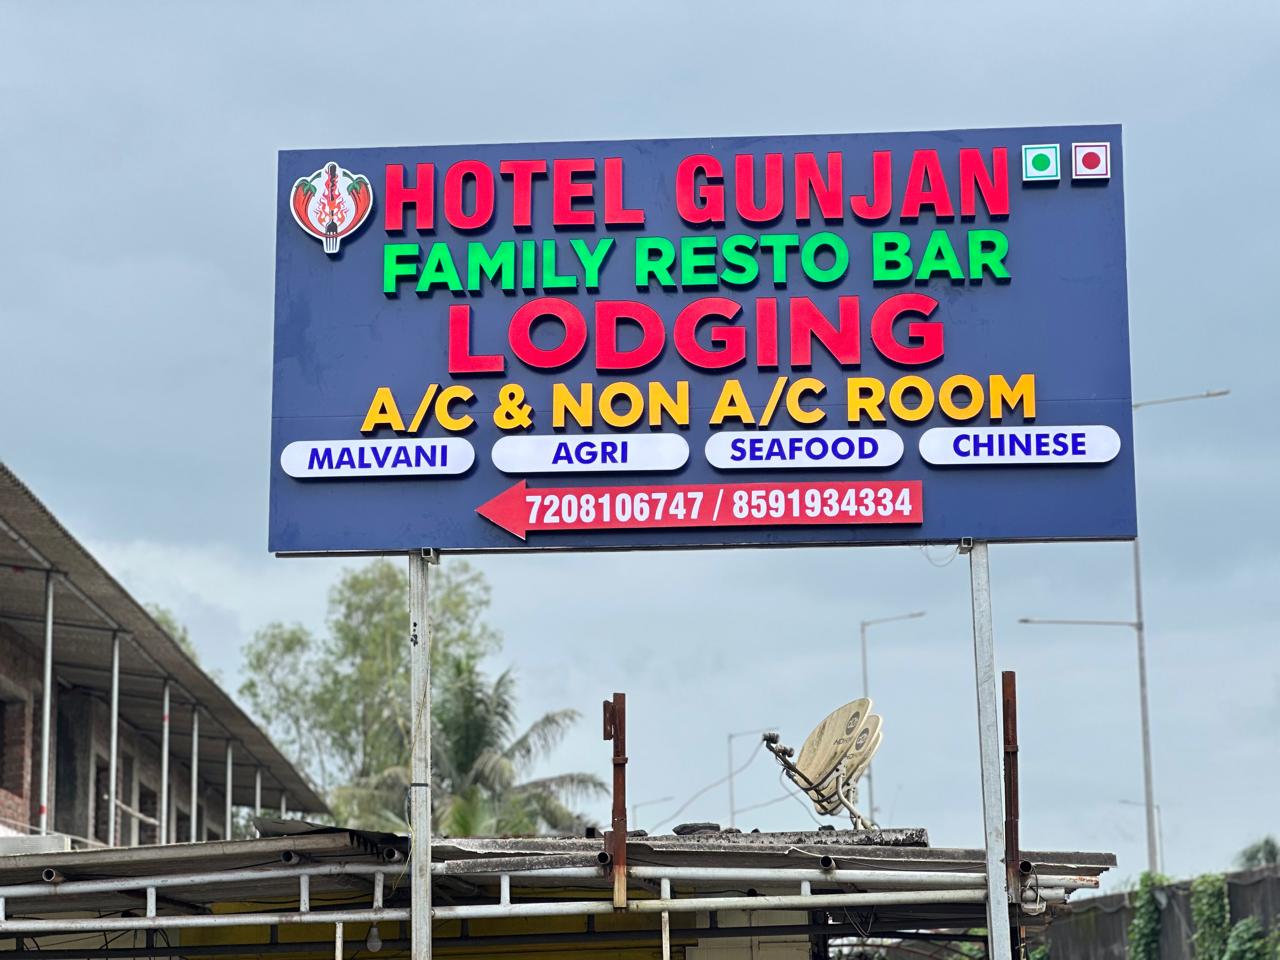 HOTEL GUNJAN
FAMILY RESTO BAR
LODGING
A/C & NON A/C ROOM
MALVANI AGRI SEAFOOD CHINESE
7208106747 / 8591934334